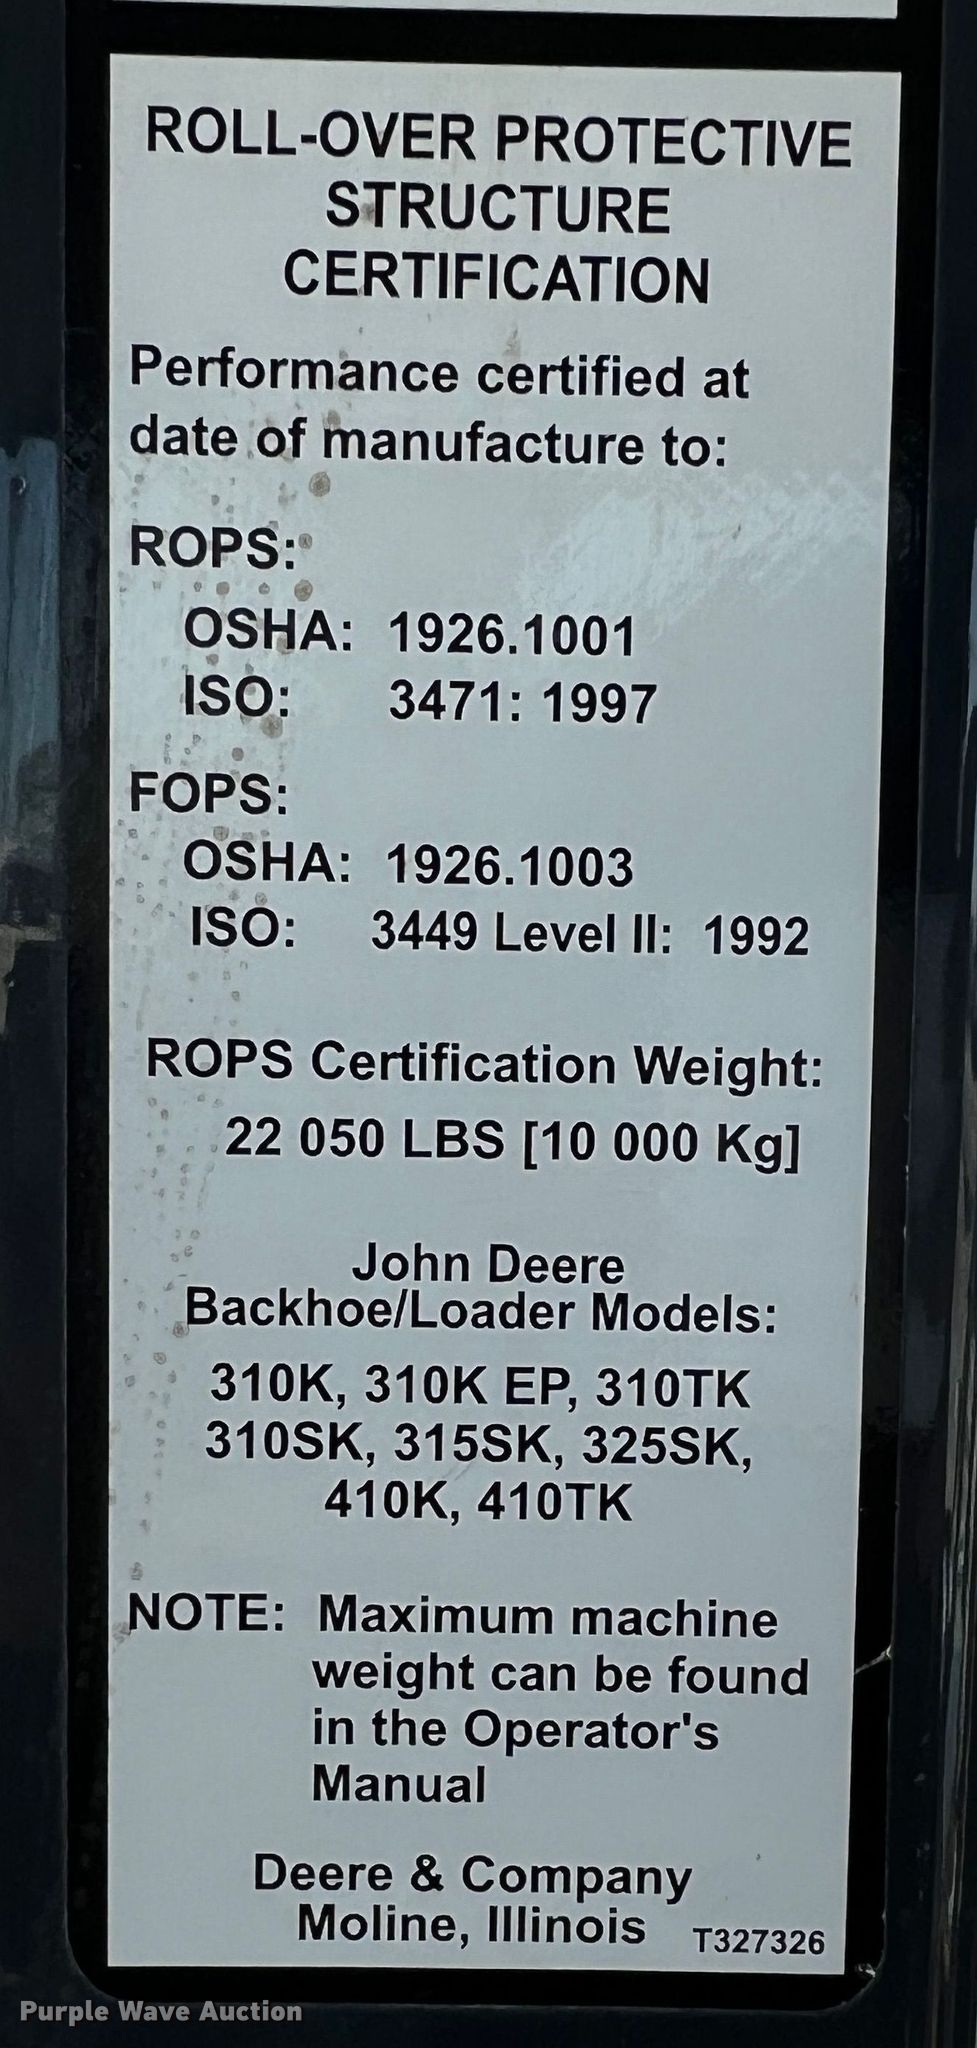 ROLL-OVER PROTECTIVE
STRUCTURE
CERTIFICATION
Performance certified at
date of manufacture to:
ROPS:
OSHA: 1926.1001
ISO: 3471: 1997
FOPS:
OSHA: 1926.1003
ISO: 3449 Level II: 1992
ROPS Certification Weight:
22 050 LBS [10 000 Kg]
John Deere
Backhoe/Loader Models:
310K, 310K EP, 310TK
310SK, 315SK, 325SK,
410K, 410TK
NOTE: Maximum machine
weight can be found
in the Operator's
Manual
Deere & Company
Moline, Illinois T327326
Purple Wave Auction